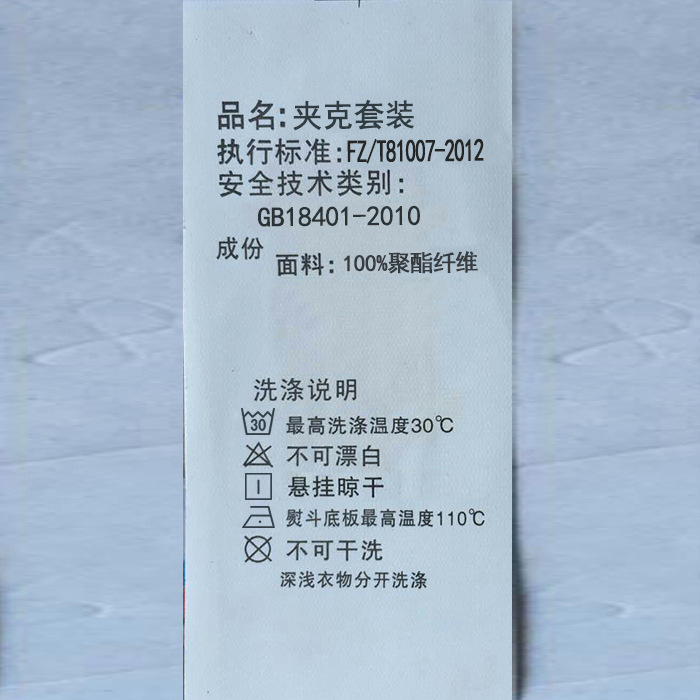 品名:夹克套装
执行标准:FZ/T81007-2012
安全技术类别:
GB18401-2010
成份
面料:100%聚酯纤维
洗涤说明
30 最高洗涤温度30℃
不可漂白
悬挂晾干
熨斗底板最高温度110℃
不可干洗
深浅衣物分开洗涤